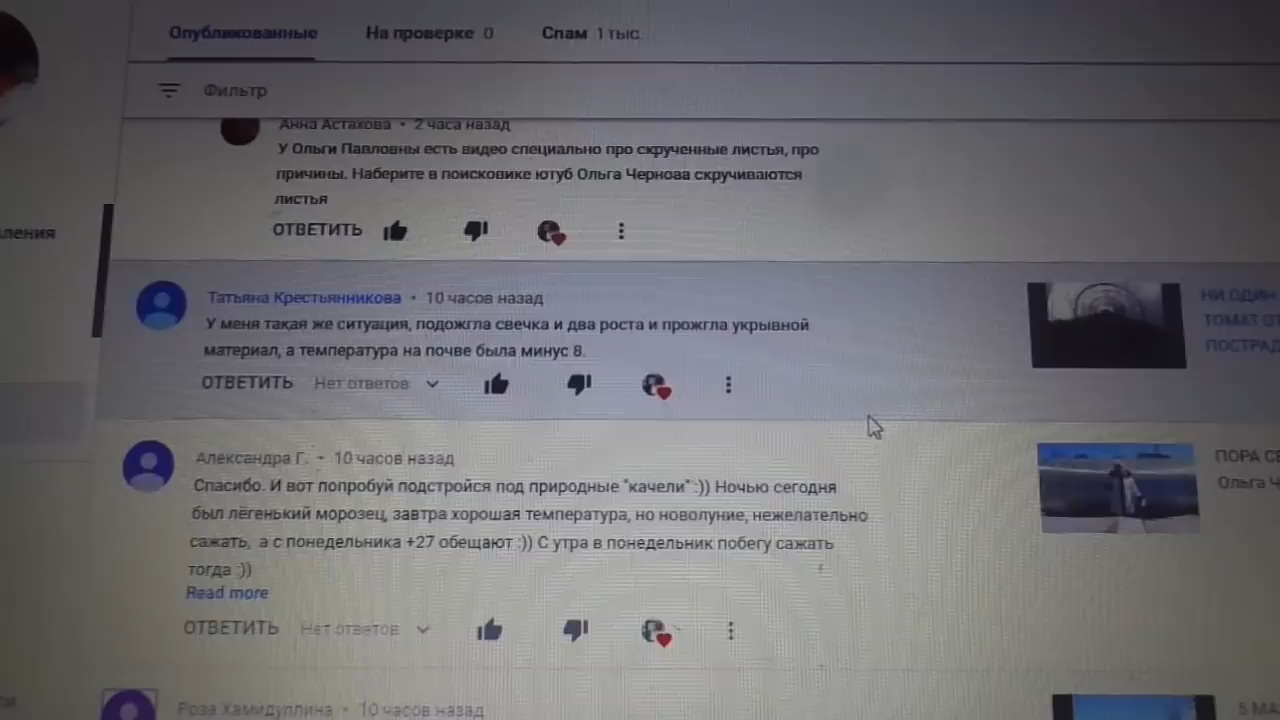 Опубликованные На проверке 0 Спам 1 тыс.
Фильтр
Анна Астахова • 2 часа назад
У Ольги Павловны есть видео специально про скрученные листья, про
причины. Наберите в поисковике ютуб Ольга Чернова скручиваются
листья
ОТВЕТИТЬ
ления
Татьяна Крестьянникова • 10 часов назад
У меня такая же ситуация, подожгла свечка и два роста и прожгла укрывной
материал, а температура на почве была минус 8.
ОТВЕТИТЬ Нет ответов
НИ ОДИН
ТОМАТ
ПОСТРАД
Александра Г. • 10 часов назад
Спасибо. И вот попробуй подстройся под природные "качели" :)) Ночью сегодня
был лёгенький морозец, завтра хорошая температура, но новолуние, нежелательно
сажать, а с понедельника +27 обещают :)) С утра в понедельник побегу сажать
тогда :))
Read more
ОТВЕТИТЬ Нет ответов
ПОРА СЕ
Ольга Ч
Роза Хамидуллина • 10 часов назад
5 МА